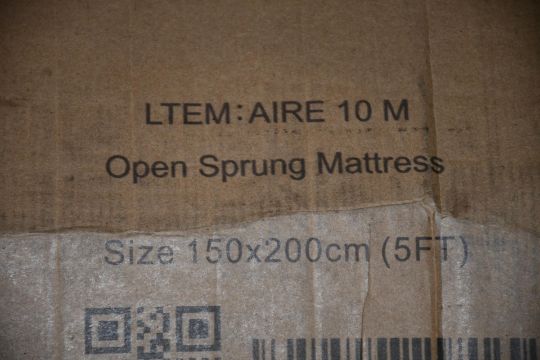 LTEM:AIRE 10 M
Open Sprung Mattress
Size 150x200cm (5FT)